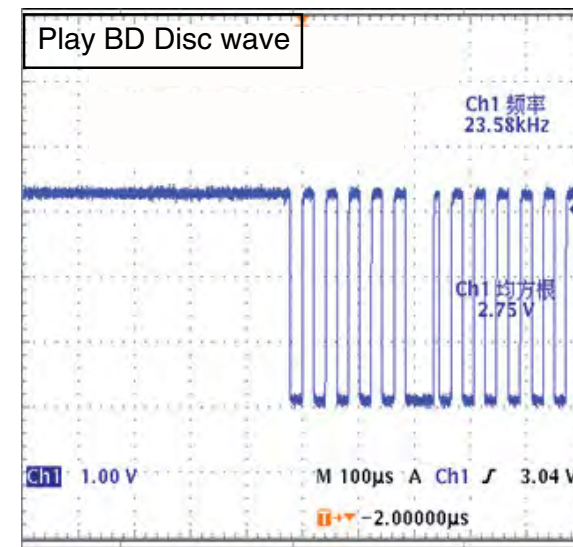 Play BD Disc wave
Ch1 频率
23.58kHz
Ch1 均方根
2.75 V
Ch1 1.00 V M 100µs A Ch1 ƒ 3.04 V
T→▼ -2.00000µs